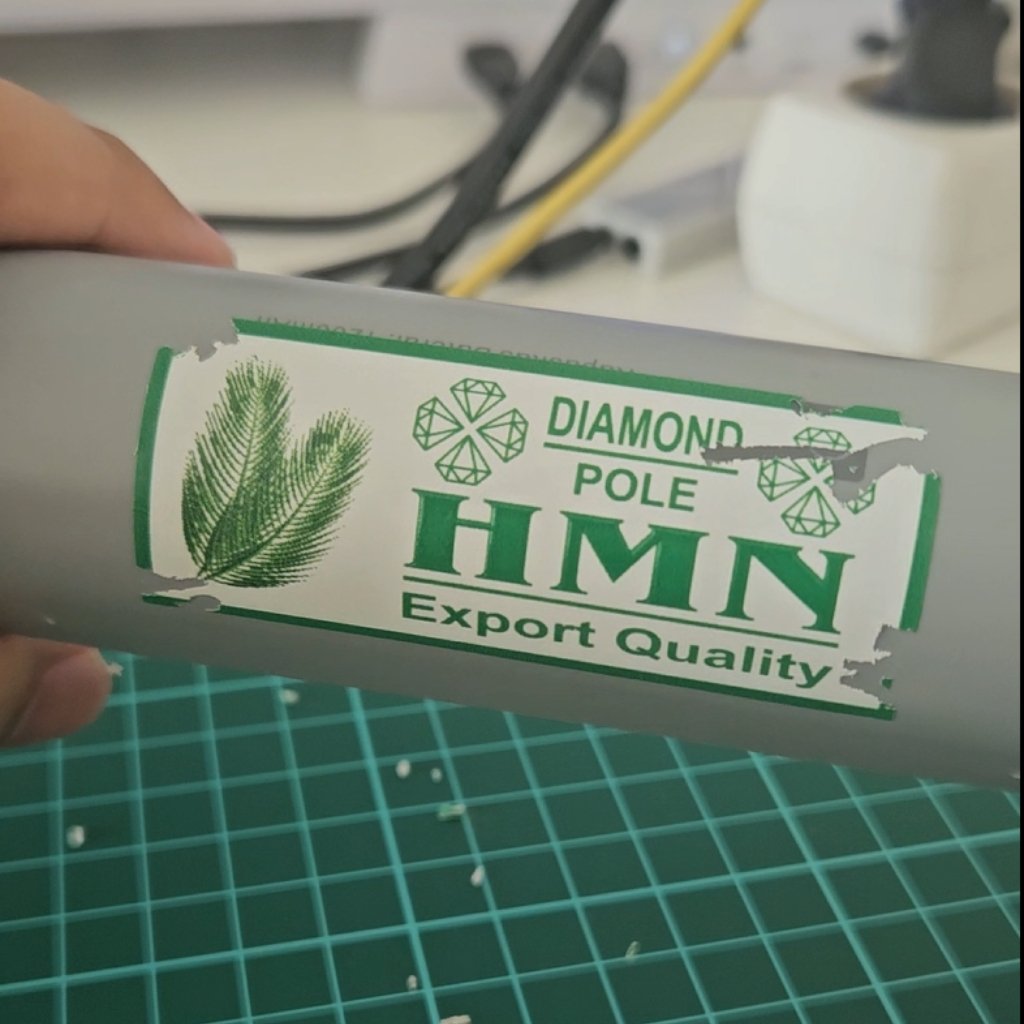 DIAMOND
POLE
HMN
Export Quality